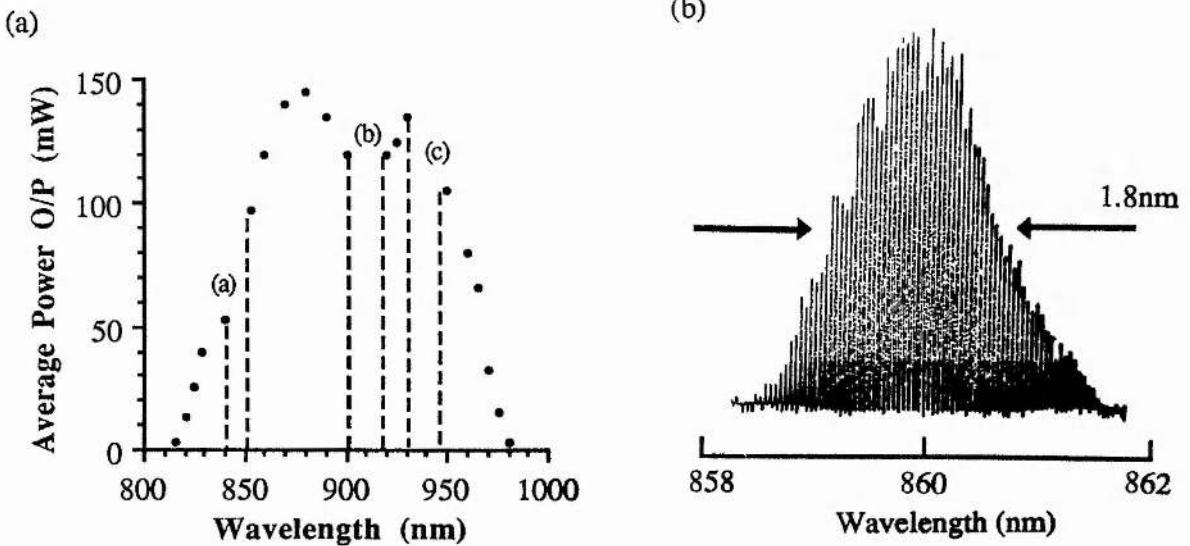 (a)
Average Power O/P (mW)
150
100
50
0
(a)
(b)
(c)
800 850 900 950 1000
Wavelength (nm)
(b)
1.8nm
858 860 862
Wavelength (nm)